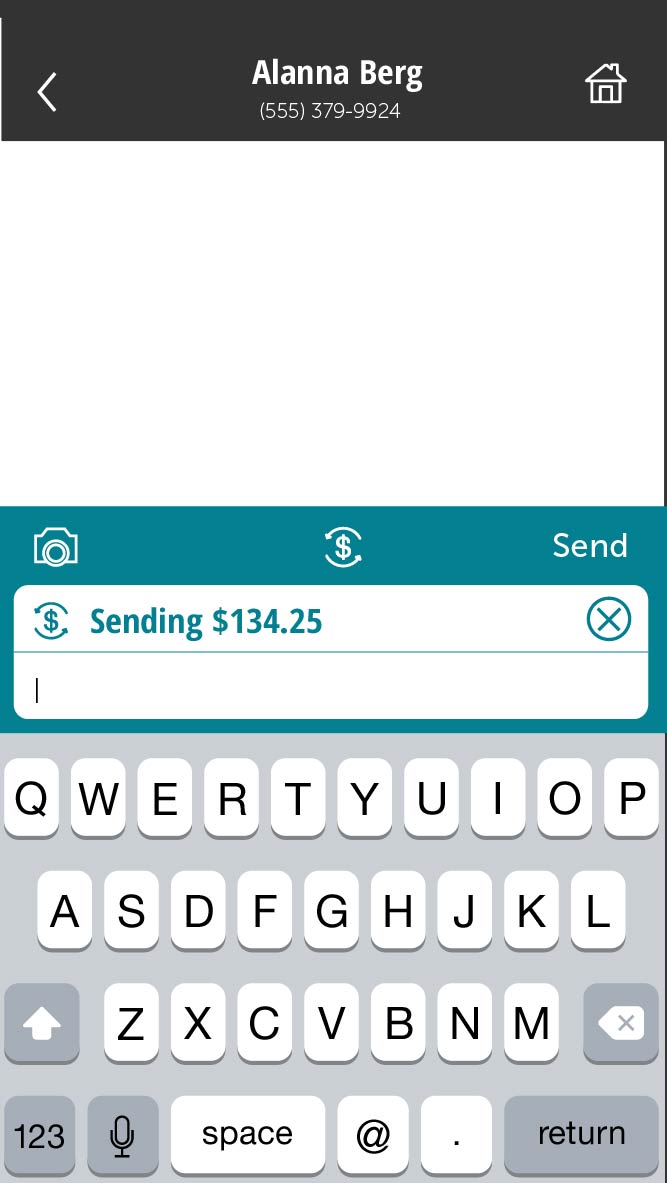 Alanna Berg
(555) 379-9924
$
Send
$ Sending $134.25
Q W E R T Y U I O P
A S D F G H J K L
Z X C V B N M
123 space @ . return